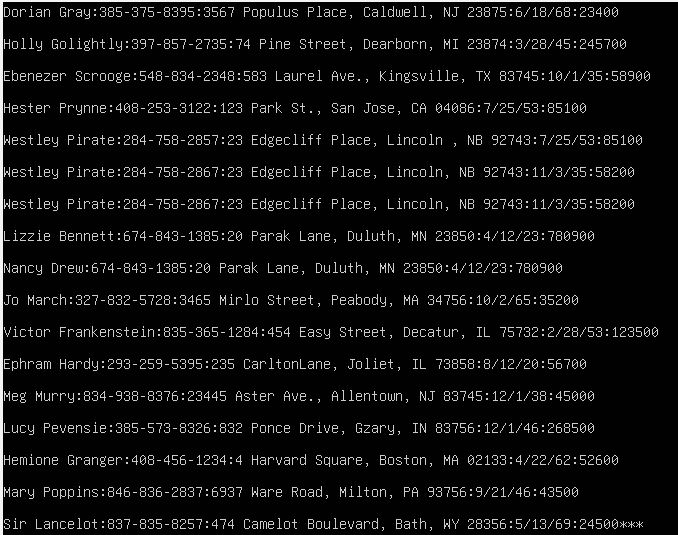 Dorian Gray:385-375-8395:3567 Populus Place, Caldwell, NJ 23875:6/18/68:23400
Holly Golightly:397-857-2735:74 Pine Street, Dearborn, MI 23874:3/28/45:245700
Ebenezer Scrooge:548-834-2348:583 Laurel Ave., Kingsville, TX 83745:10/1/35:58900
Hester Prynne:408-253-3122:123 Park St., San Jose, CA 04086:7/25/53:85100
Westley Pirate:284-758-2857:23 Edgecliff Place, Lincoln , NB 92743:7/25/53:85100
Westley Pirate:284-758-2867:23 Edgecliff Place, Lincoln, NB 92743:11/3/35:58200
Westley Pirate:284-758-2867:23 Edgecliff Place, Lincoln, NB 92743:11/3/35:58200
Lizzie Bennett:674-843-1385:20 Parak Lane, Duluth, MN 23850:4/12/23:780900
Nancy Drew:674-843-1385:20 Parak Lane, Duluth, MN 23850:4/12/23:780900
Jo March:327-832-5728:3465 Mirlo Street, Peabody, MA 34756:10/2/65:35200
Victor Frankenstein:835-365-1284:454 Easy Street, Decatur, IL 75732:2/28/53:123500
Ephram Hardy:293-259-5395:235 CarltonLane, Joliet, IL 73858:8/12/20:56700
Meg Murry:834-938-8376:23445 Aster Ave., Allentown, NJ 83745:12/1/38:45000
Lucy Pevensie:385-573-8326:832 Ponce Drive, Gzary, IN 83756:12/1/46:268500
Hemione Granger:408-456-1234:4 Harvard Square, Boston, MA 02133:4/22/62:52600
Mary Poppins:846-836-2837:6937 Ware Road, Milton, PA 93756:9/21/46:43500
Sir Lancelot:837-835-8257:474 Camelot Boulevard, Bath, WY 28356:5/13/69:24500***